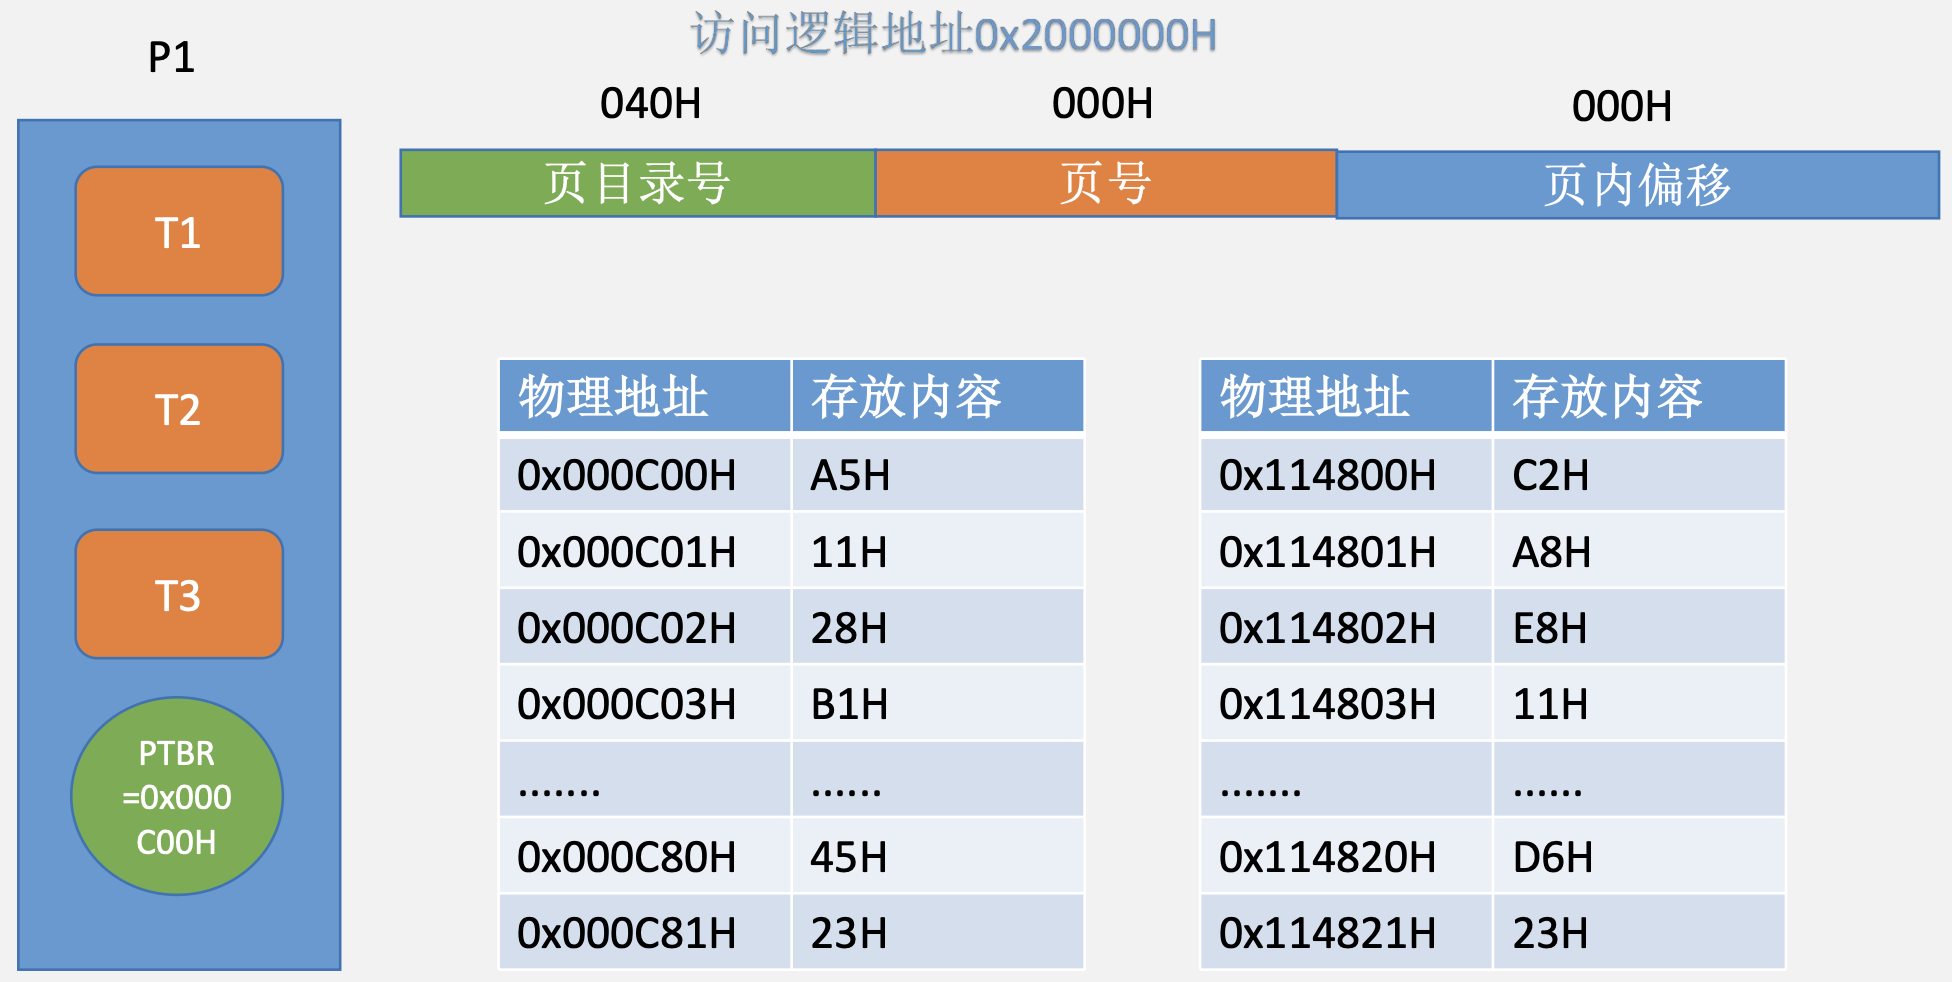 访问逻辑地址0x2000000H
P1
040H 000H 000H
页目录号 页号 页内偏移
T1
T2
T3
PTBR
=0x000
C00H
物理地址 存放内容
0x000C00H A5H
0x000C01H 11H
0x000C02H 28H
0x000C03H B1H
....... ......
0x000C80H 45H
0x000C81H 23H
物理地址 存放内容
0x114800H C2H
0x114801H A8H
0x114802H E8H
0x114803H 11H
....... ......
0x114820H D6H
0x114821H 23H